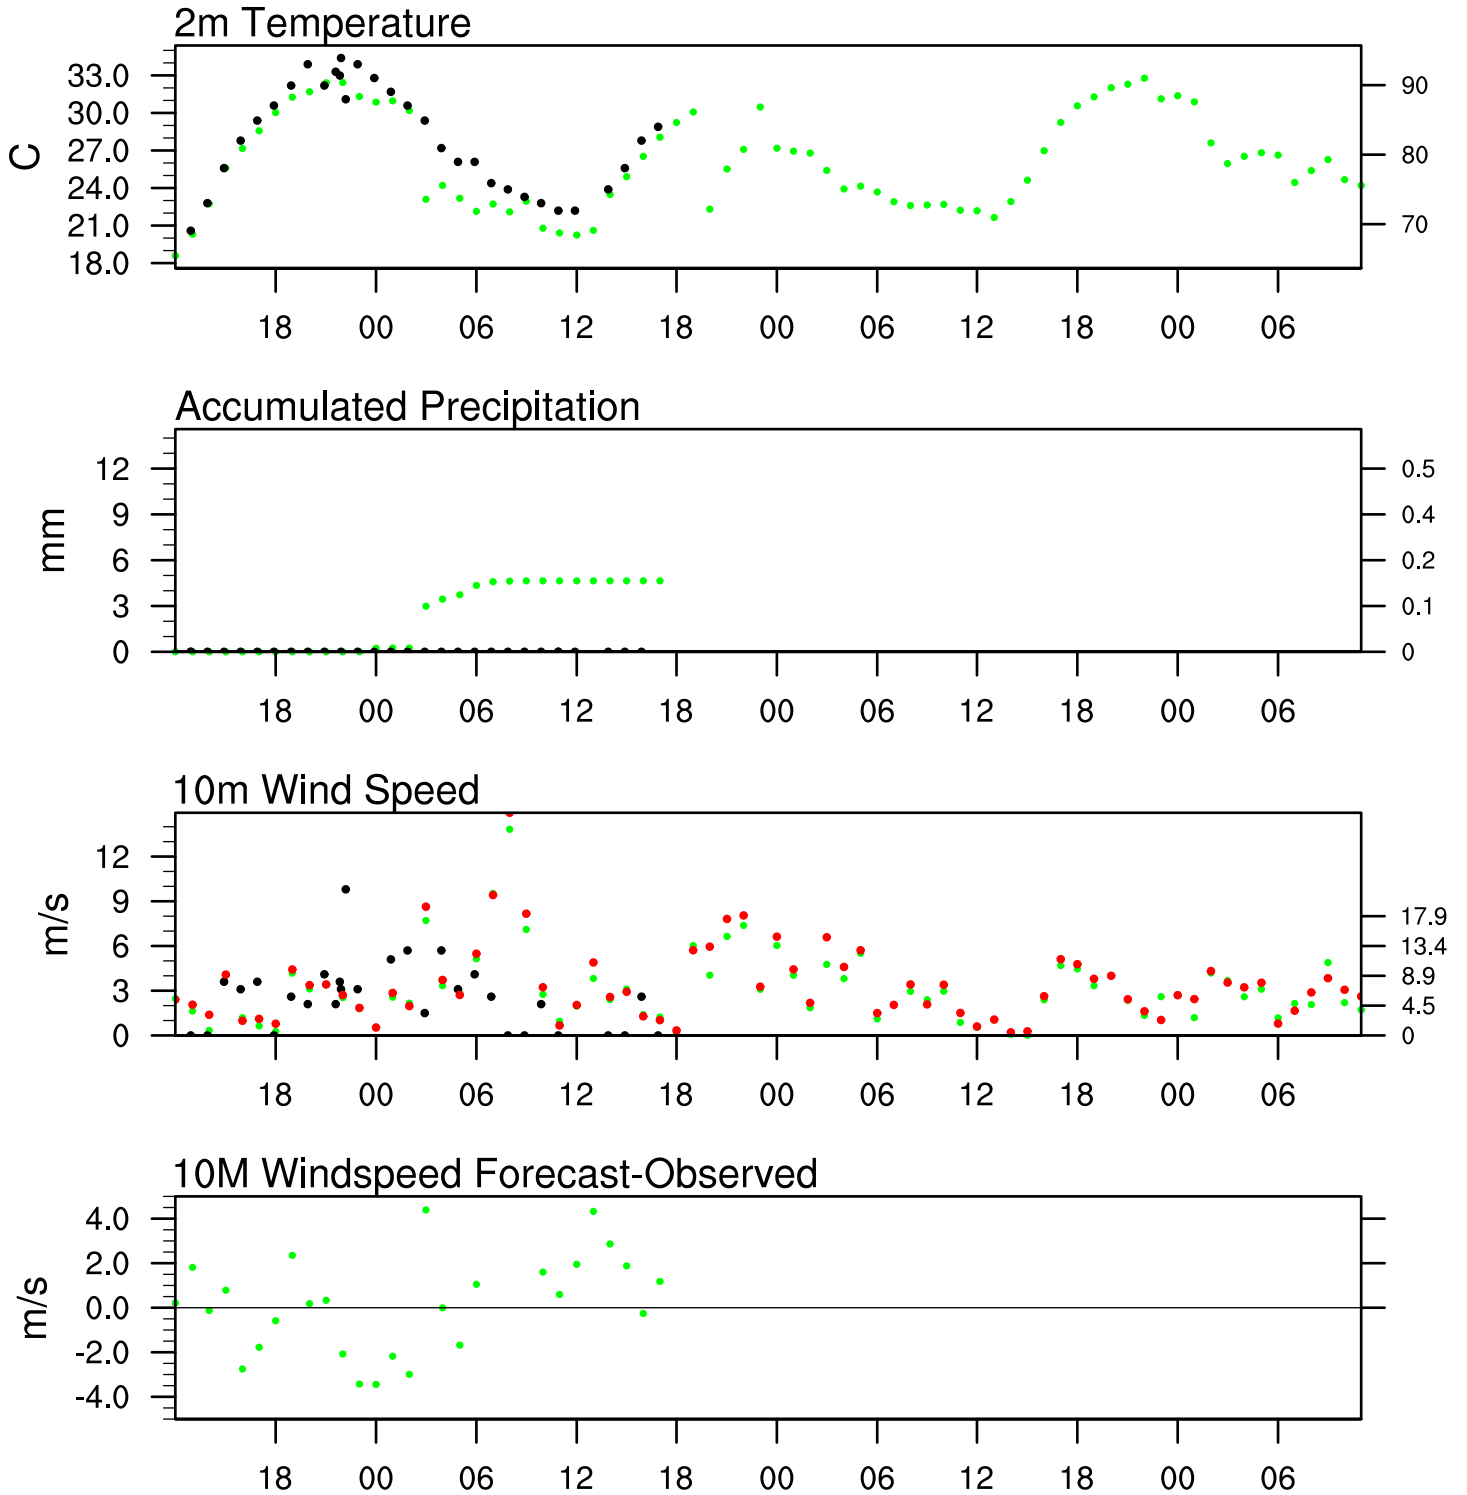 2m Temperature
C
33.0
30.0
27.0
24.0
21.0
18.0
90
80
70
18 00 06 12 18 00 06 12 18 00 06
Accumulated Precipitation
mm
12
9
6
3
0
0.5
0.4
0.2
0.1
0
18 00 06 12 18 00 06 12 18 00 06
10m Wind Speed
m/s
12
9
6
3
0
17.9
13.4
8.9
4.5
0
18 00 06 12 18 00 06 12 18 00 06
10M Windspeed Forecast-Observed
m/s
4.0
2.0
0.0
-2.0
-4.0
18 00 06 12 18 00 06 12 18 00 06